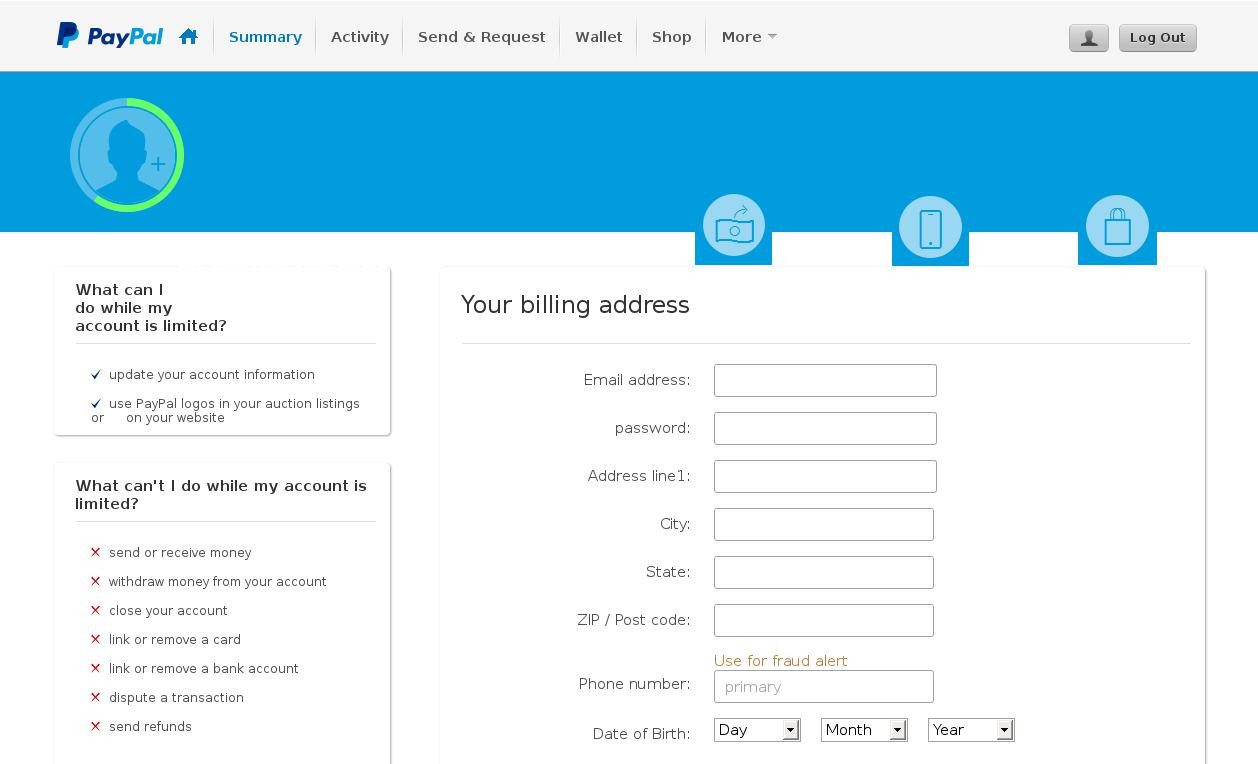 PayPal
Summary
Activity
Send & Request
Wallet
Shop
More
Log Out
What can I
do while my
account is limited?
update your account information
use PayPal logos in your auction listings
or on your website
What can't I do while my account is
limited?
send or receive money
withdraw money from your account
close your account
link or remove a card
link or remove a bank account
dispute a transaction
send refunds
Your billing address
Email address:
password:
Address line1:
City:
State:
ZIP / Post code:
Use for fraud alert
Phone number: primary
Date of Birth: Day Month Year